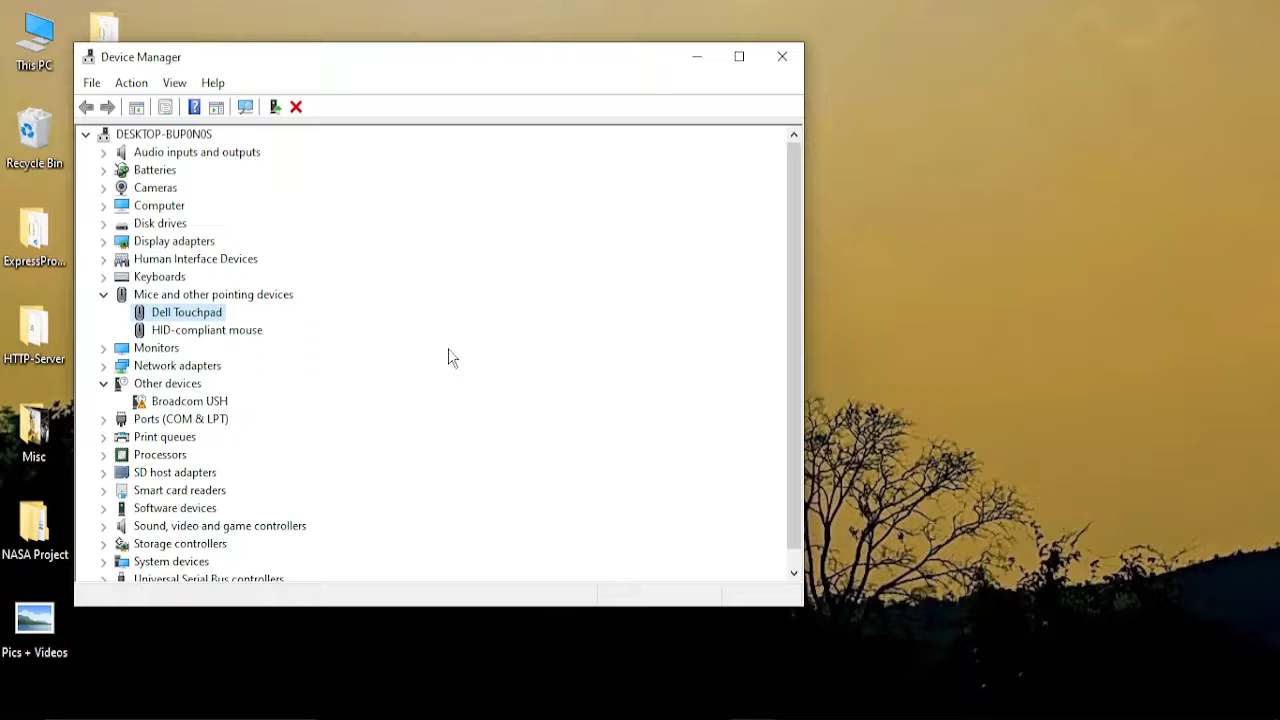 This PC
Recycle Bin
ExpressPro...
HTTP-Server
Misc
NASA Project
Pics + Videos
Device Manager
File Action View Help
DESKTOP-BUP0N0S
Audio inputs and outputs
Batteries
Cameras
Computer
Disk drives
Display adapters
Human Interface Devices
Keyboards
Mice and other pointing devices
Dell Touchpad
HID-compliant mouse
Monitors
Network adapters
Other devices
Broadcom USH
Ports (COM & LPT)
Print queues
Processors
SD host adapters
Smart card readers
Software devices
Sound, video and game controllers
Storage controllers
System devices
Universal Serial Bus controllers